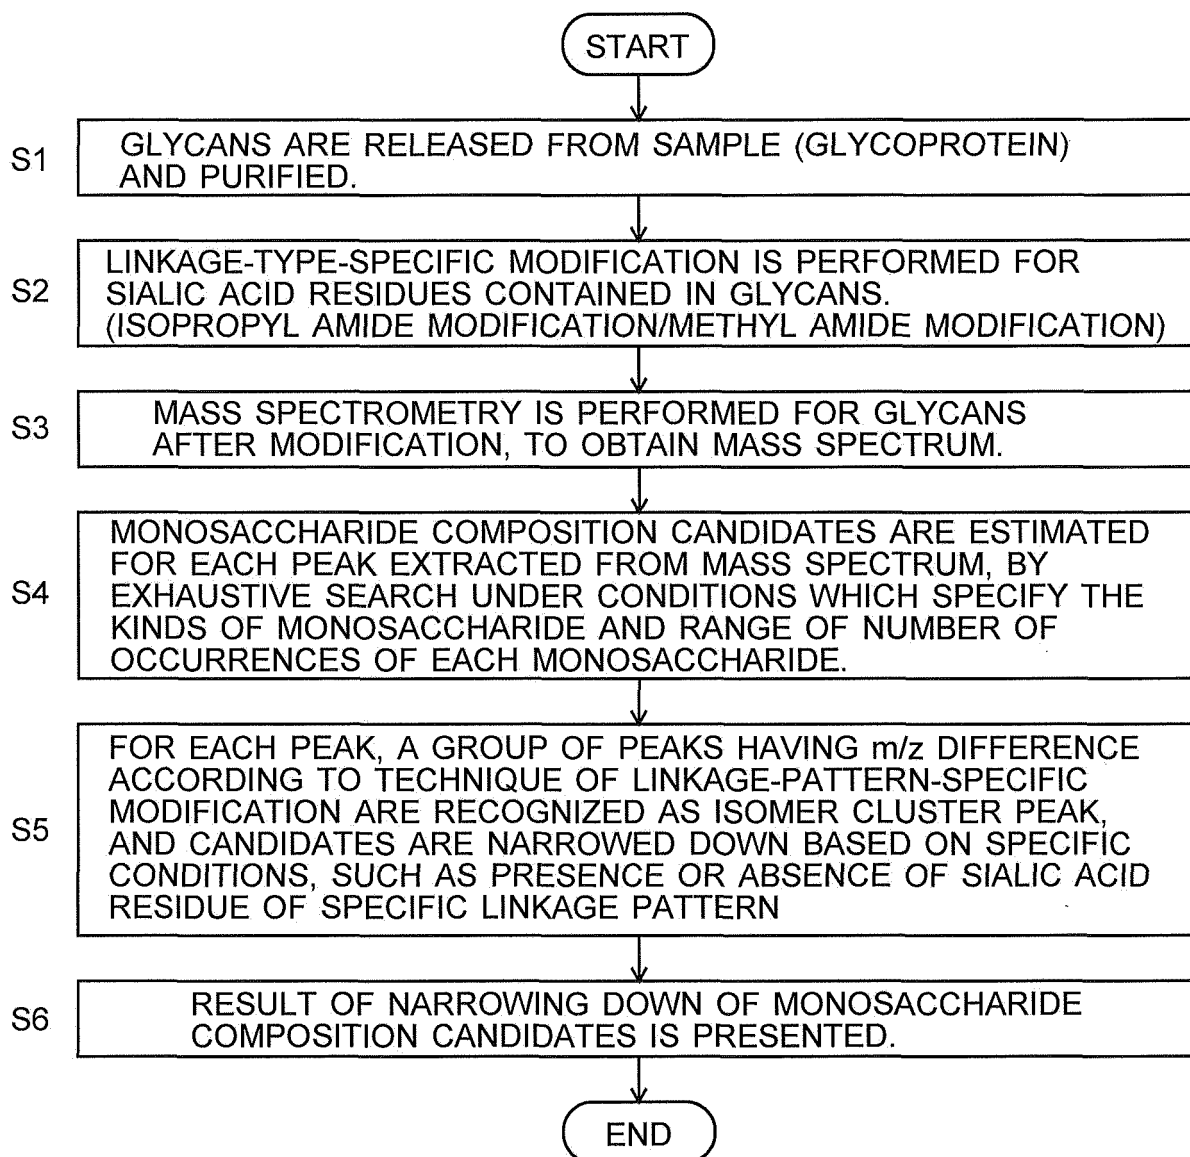 START
S1
GLYCANS ARE RELEASED FROM SAMPLE (GLYCOPROTEIN)
AND PURIFIED.
S2
LINKAGE-TYPE-SPECIFIC MODIFICATION IS PERFORMED FOR
SIALIC ACID RESIDUES CONTAINED IN GLYCANS.
(ISOPROPYL AMIDE MODIFICATION/METHYL AMIDE MODIFICATION)
S3
MASS SPECTROMETRY IS PERFORMED FOR GLYCANS
AFTER MODIFICATION, TO OBTAIN MASS SPECTRUM.
S4
MONOSACCHARIDE COMPOSITION CANDIDATES ARE ESTIMATED
FOR EACH PEAK EXTRACTED FROM MASS SPECTRUM, BY
EXHAUSTIVE SEARCH UNDER CONDITIONS WHICH SPECIFY THE
KINDS OF MONOSACCHARIDE AND RANGE OF NUMBER OF
OCCURRENCES OF EACH MONOSACCHARIDE.
S5
FOR EACH PEAK, A GROUP OF PEAKS HAVING m/z DIFFERENCE
ACCORDING TO TECHNIQUE OF LINKAGE-PATTERN-SPECIFIC
MODIFICATION ARE RECOGNIZED AS ISOMER CLUSTER PEAK,
AND CANDIDATES ARE NARROWED DOWN BASED ON SPECIFIC
CONDITIONS, SUCH AS PRESENCE OR ABSENCE OF SIALIC ACID
RESIDUE OF SPECIFIC LINKAGE PATTERN
S6
RESULT OF NARROWING DOWN OF MONOSACCHARIDE
COMPOSITION CANDIDATES IS PRESENTED.
END